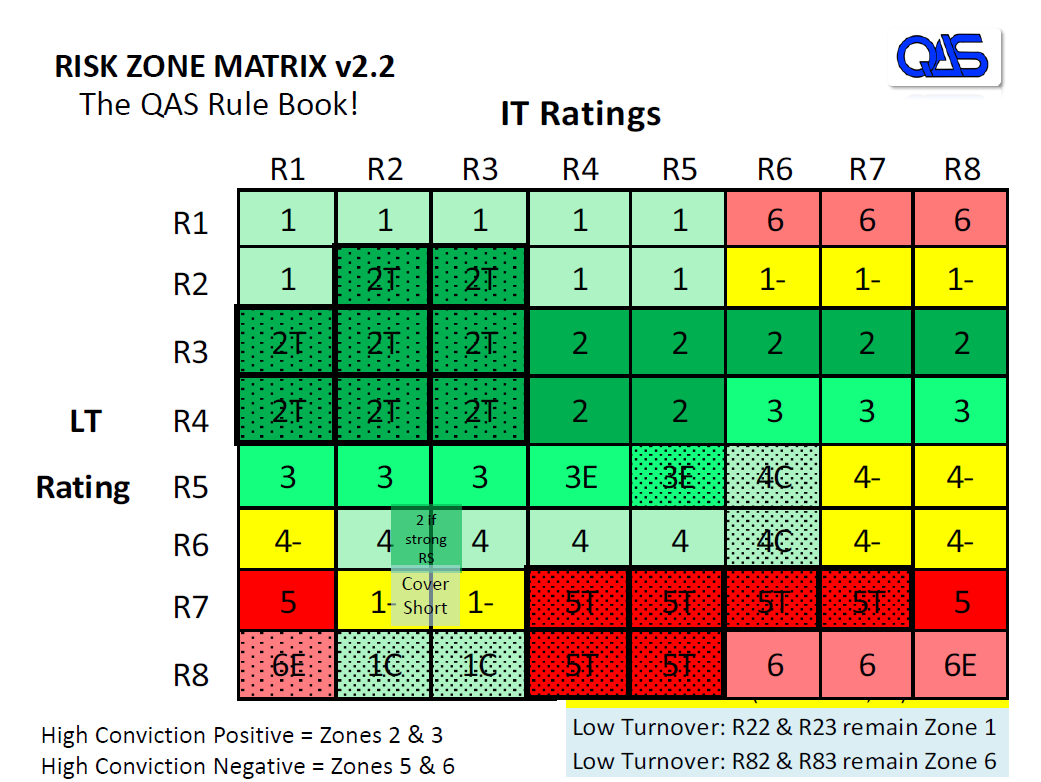 QAS
RISK ZONE MATRIX v2.2
The QAS Rule Book!
IT Ratings
R1 R2 R3 R4 R5 R6 R7 R8
R1 1 1 1 1 1 6 6 6
R2 1 2T 2T 1 1 1- 1- 1-
R3 2T 2T 2T 2 2 2 2 2
LT
R4 2T 2T 2T 2 2 3 3 3
Rating
R5 3 3 3 3E 3E 4C 4- 4-
R6 4- 4 4 4 4 4C 4- 4-
2 if
strong
R$
R7 5 1- 1- 5T 5T 5T 5T 5
Cover
Short
R8 6E 1C 1C 5T 5T 6 6 6E
High Conviction Positive = Zones 2 & 3
High Conviction Negative = Zones 5 & 6
Low Turnover: R22 & R23 remain Zone 1
Low Turnover: R82 & R83 remain Zone 6